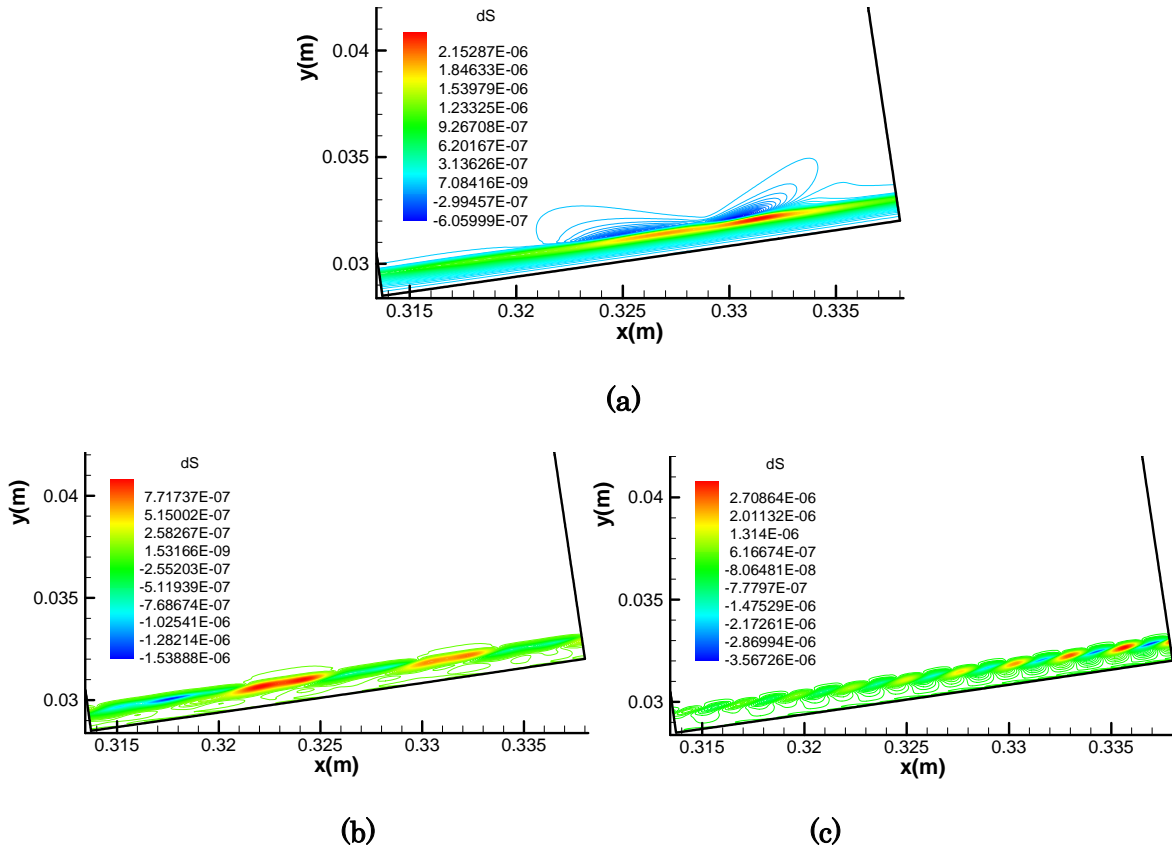 dS
2.15287E-06
1.84633E-06
1.53979E-06
1.23325E-06
9.26708E-07
6.20167E-07
3.13626E-07
7.08416E-09
-2.99457E-07
-6.05999E-07
y(m)
0.04
0.035
0.03
0.315 0.32 0.325 0.33 0.335
x(m)
(a)
dS
7.71737E-07
5.15002E-07
2.58267E-07
1.53166E-09
-2.55203E-07
-5.11939E-07
-7.68674E-07
-1.02541E-06
-1.28214E-06
-1.53888E-06
y(m)
0.04
0.035
0.03
0.315 0.32 0.325 0.33 0.335
x(m)
(b)
dS
2.70864E-06
2.01132E-06
1.314E-06
6.16674E-07
-8.06481E-08
-7.7797E-07
-1.47529E-06
-2.17261E-06
-2.86994E-06
-3.56726E-06
y(m)
0.04
0.035
0.03
0.315 0.32 0.325 0.33 0.335
x(m)
(c)